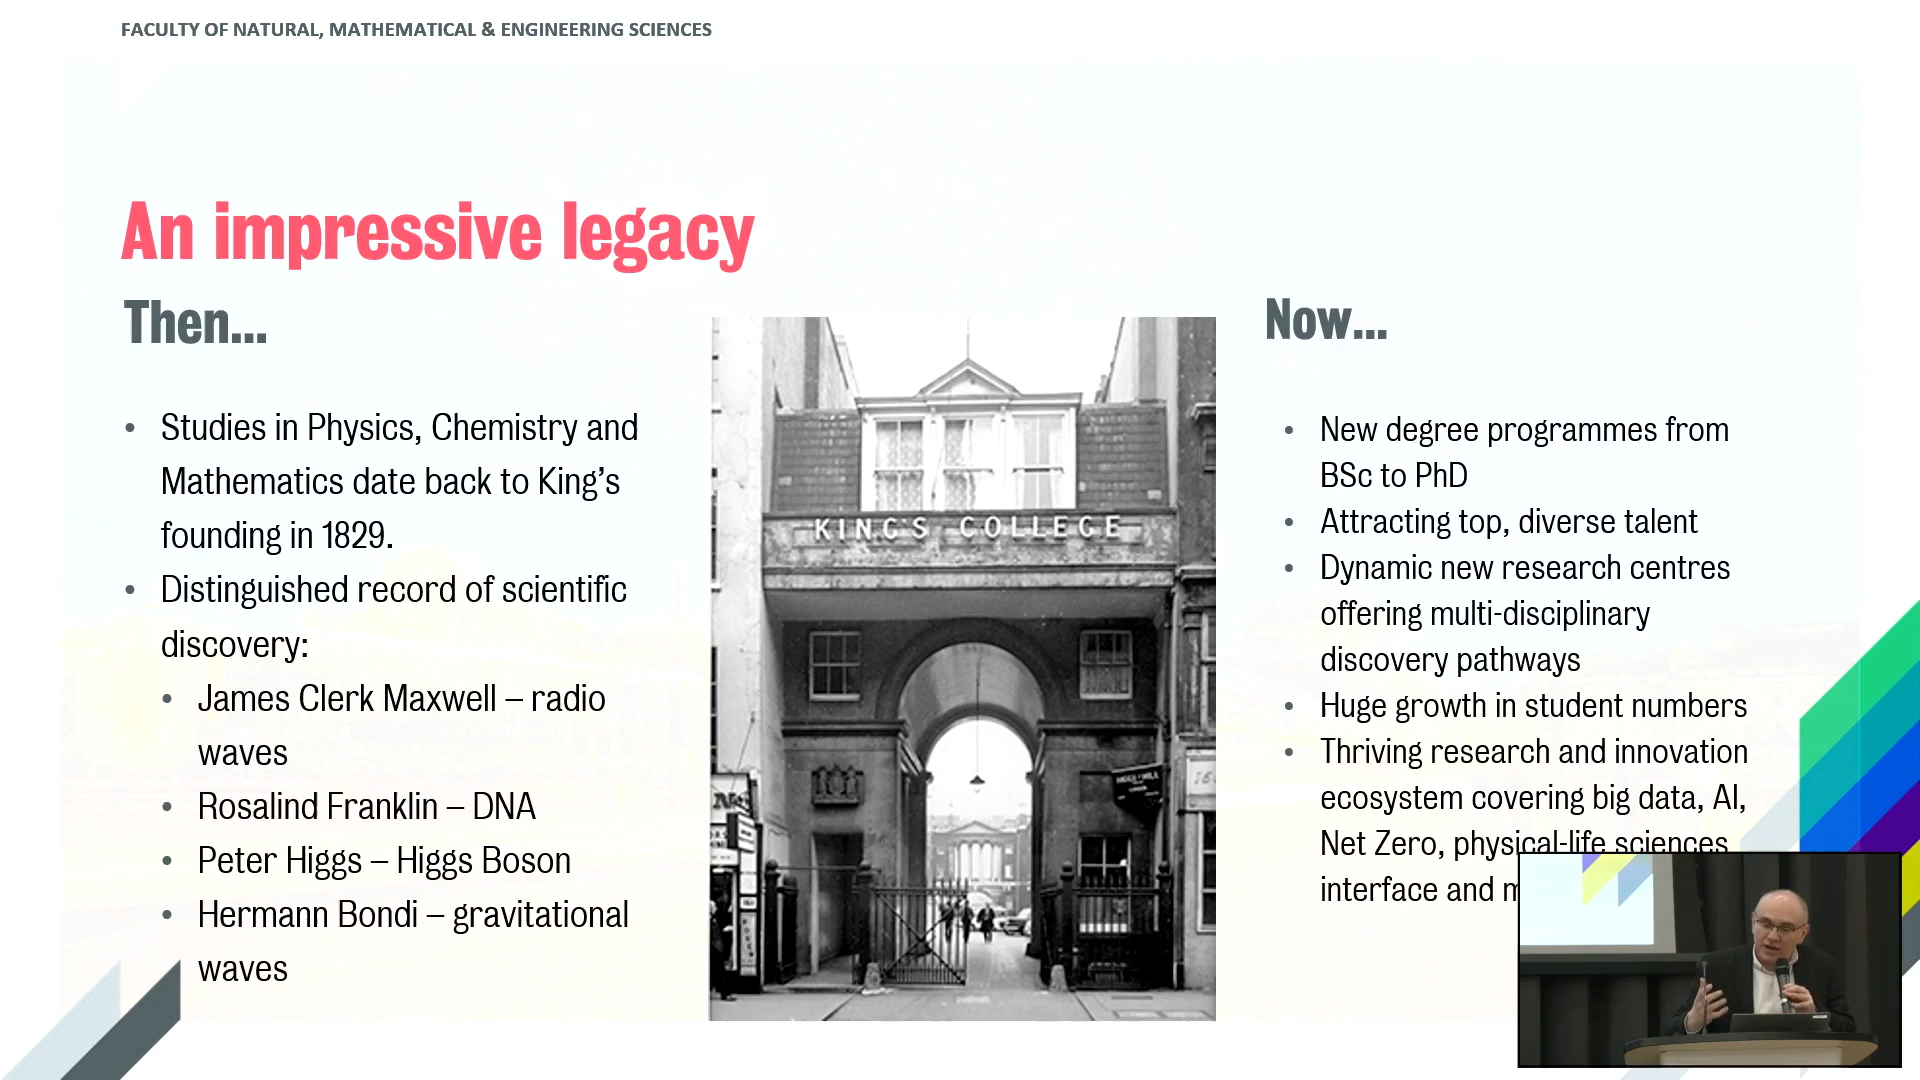 FACULTY OF NATURAL, MATHEMATICAL & ENGINEERING SCIENCES
An impressive legacy
Then...
• Studies in Physics, Chemistry and
Mathematics date back to King's
founding in 1829.
• Distinguished record of scientific
discovery:
• James Clerk Maxwell – radio
waves
• Rosalind Franklin – DNA
• Peter Higgs – Higgs Boson
• Hermann Bondi – gravitational
waves
KING'S COLLEGE
Now...
• New degree programmes from
BSc to PhD
• Attracting top, diverse talent
• Dynamic new research centres
offering multi-disciplinary
discovery pathways
• Huge growth in student numbers
• Thriving research and innovation
ecosystem covering big data, AI,
Net Zero, physical-life sciences
interface and